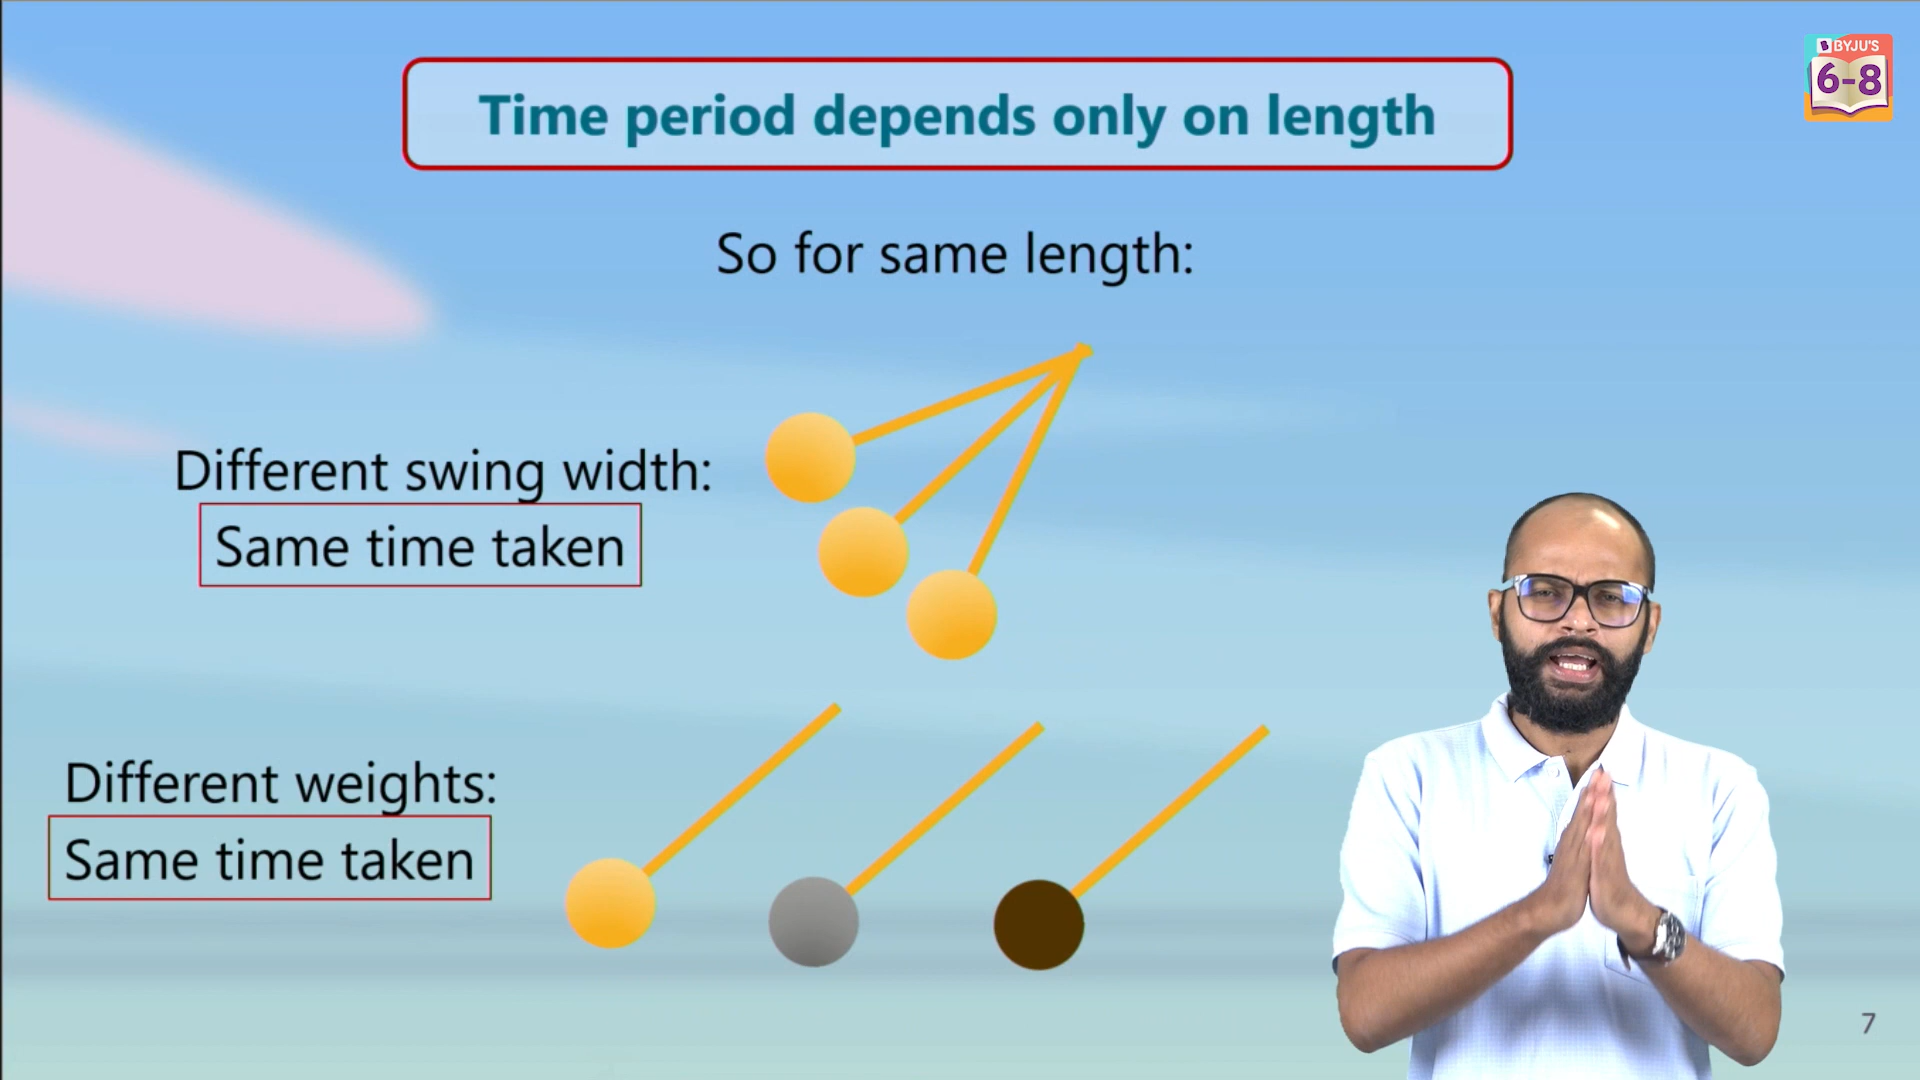 BYJU'S
6-8
Time period depends only on length
So for same length:
Different swing width:
Same time taken
Different weights:
Same time taken
7